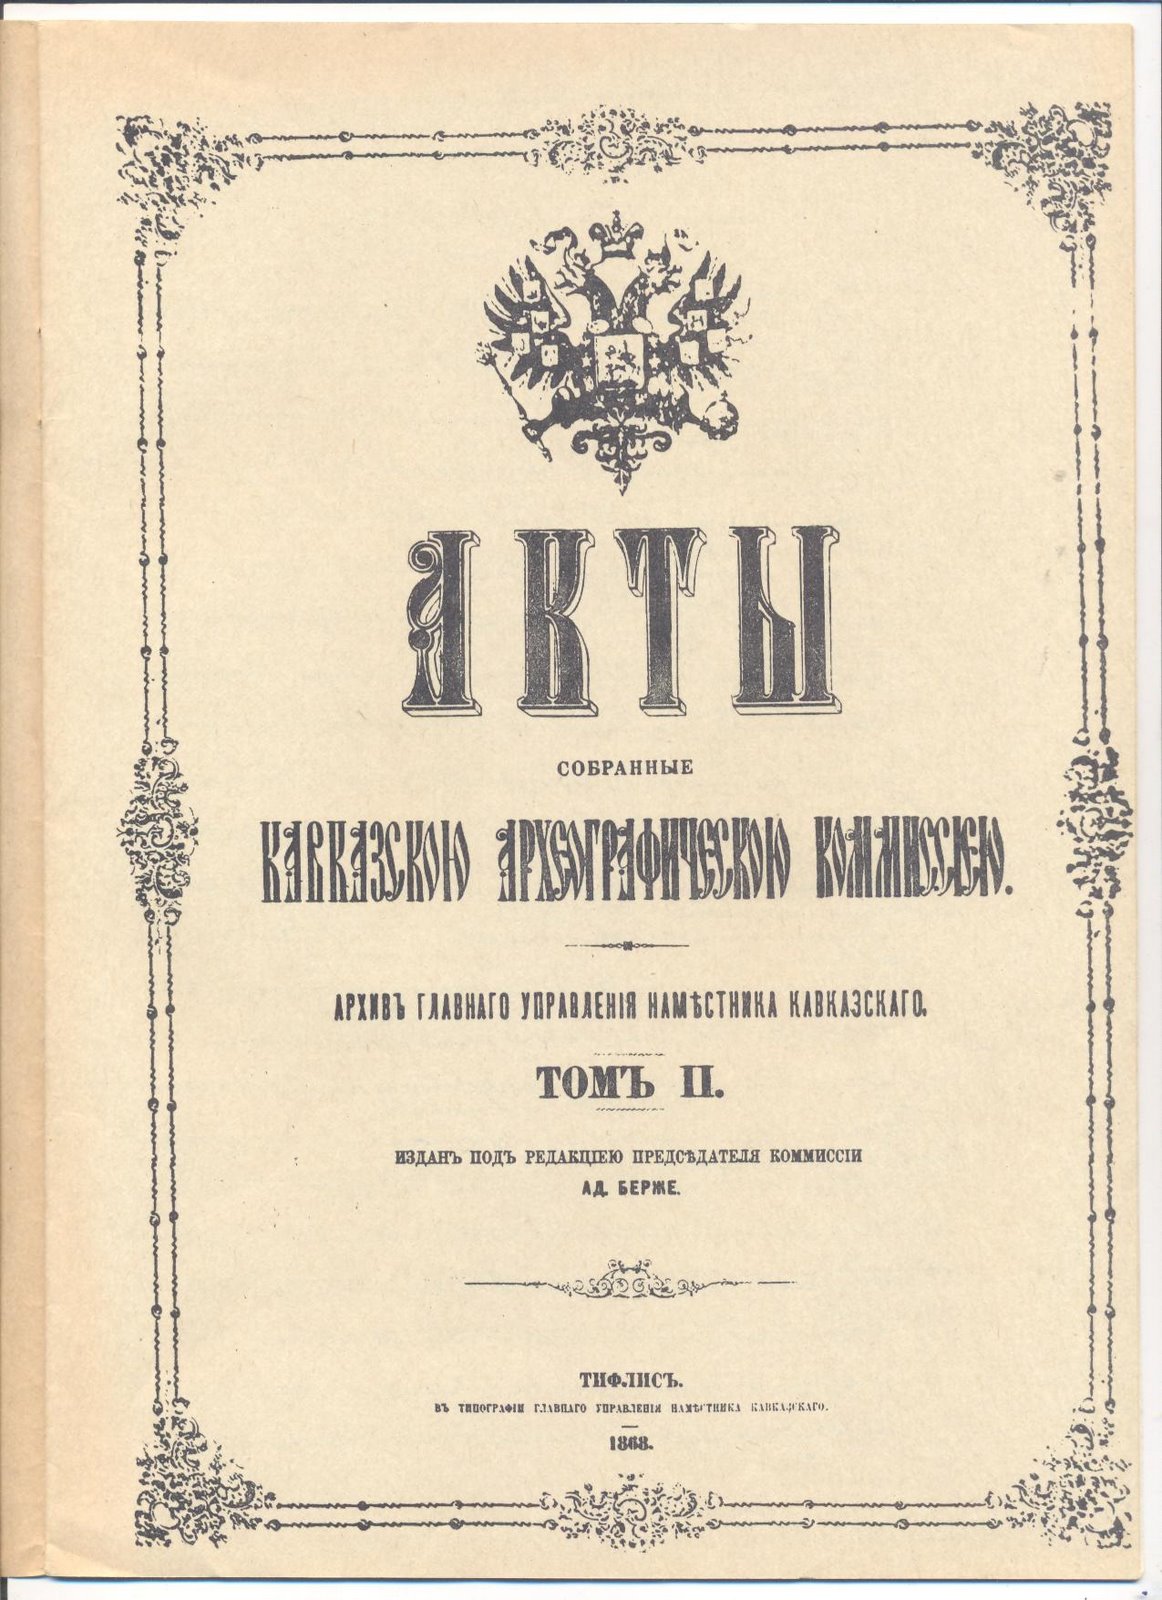 АКТЫ
СОБРАННЫЕ
КАВКАЗСКОЮ АРХЕОГРАФИЧЕСКОЮ КОММИССІЕЮ.
АРХИВЪ ГЛАВНАГО УПРАВЛЕНІЯ НАМѢСТНИКА КАВКАЗСКАГО.
ТОМЪ II.
ИЗДАНЪ ПОДЪ РЕДАКЦІЕЮ ПРЕДСѢДАТЕЛЯ КОММИССІИ
АД. БЕРЖЕ.
ТИФЛИСЪ.
ВЪ ТИПОГРАФІИ ГЛАВНАГО УПРАВЛЕНІЯ НАМѢСТНИКА КАВКАЗСКАГО.
1868.